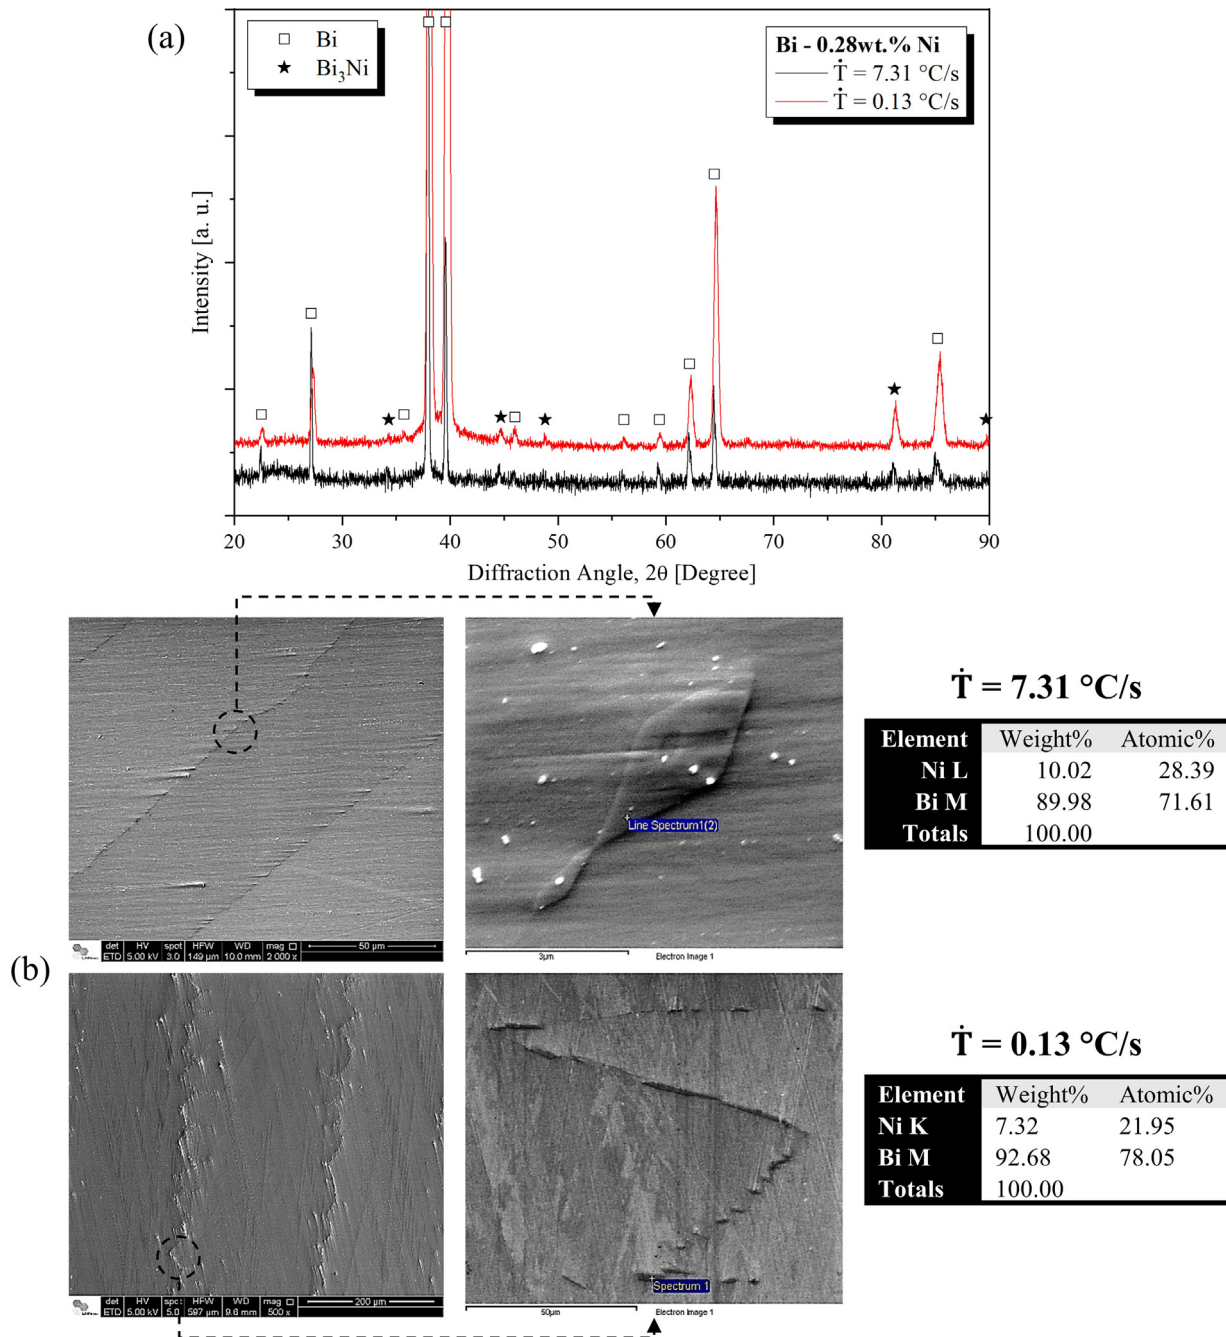 (a)
□ Bi
★ Bi₃Ni
Bi - 0.28wt.% Ni
Ṫ = 7.31 °C/s
Ṫ = 0.13 °C/s
Intensity [a. u.]
20 30 40 50 60 70 80 90
Diffraction Angle, 2θ [Degree]
(b)
det HV spot HFW WD mag □ 50 µm
ETD 5.00 kV 3.0 149 µm 10.0 mm 2 000 x
Line Spectrum1(2)
3µm Electron Image 1
Ṫ = 7.31 °C/s
Element Weight% Atomic%
Ni L 10.02 28.39
Bi M 89.98 71.61
Totals 100.00
det HV spot HFW WD mag □ 200 µm
ETD 5.00 kV 5.0 597 µm 9.6 mm 500 x
Spectrum 1
50µm Electron Image 1
Ṫ = 0.13 °C/s
Element Weight% Atomic%
Ni K 7.32 21.95
Bi M 92.68 78.05
Totals 100.00